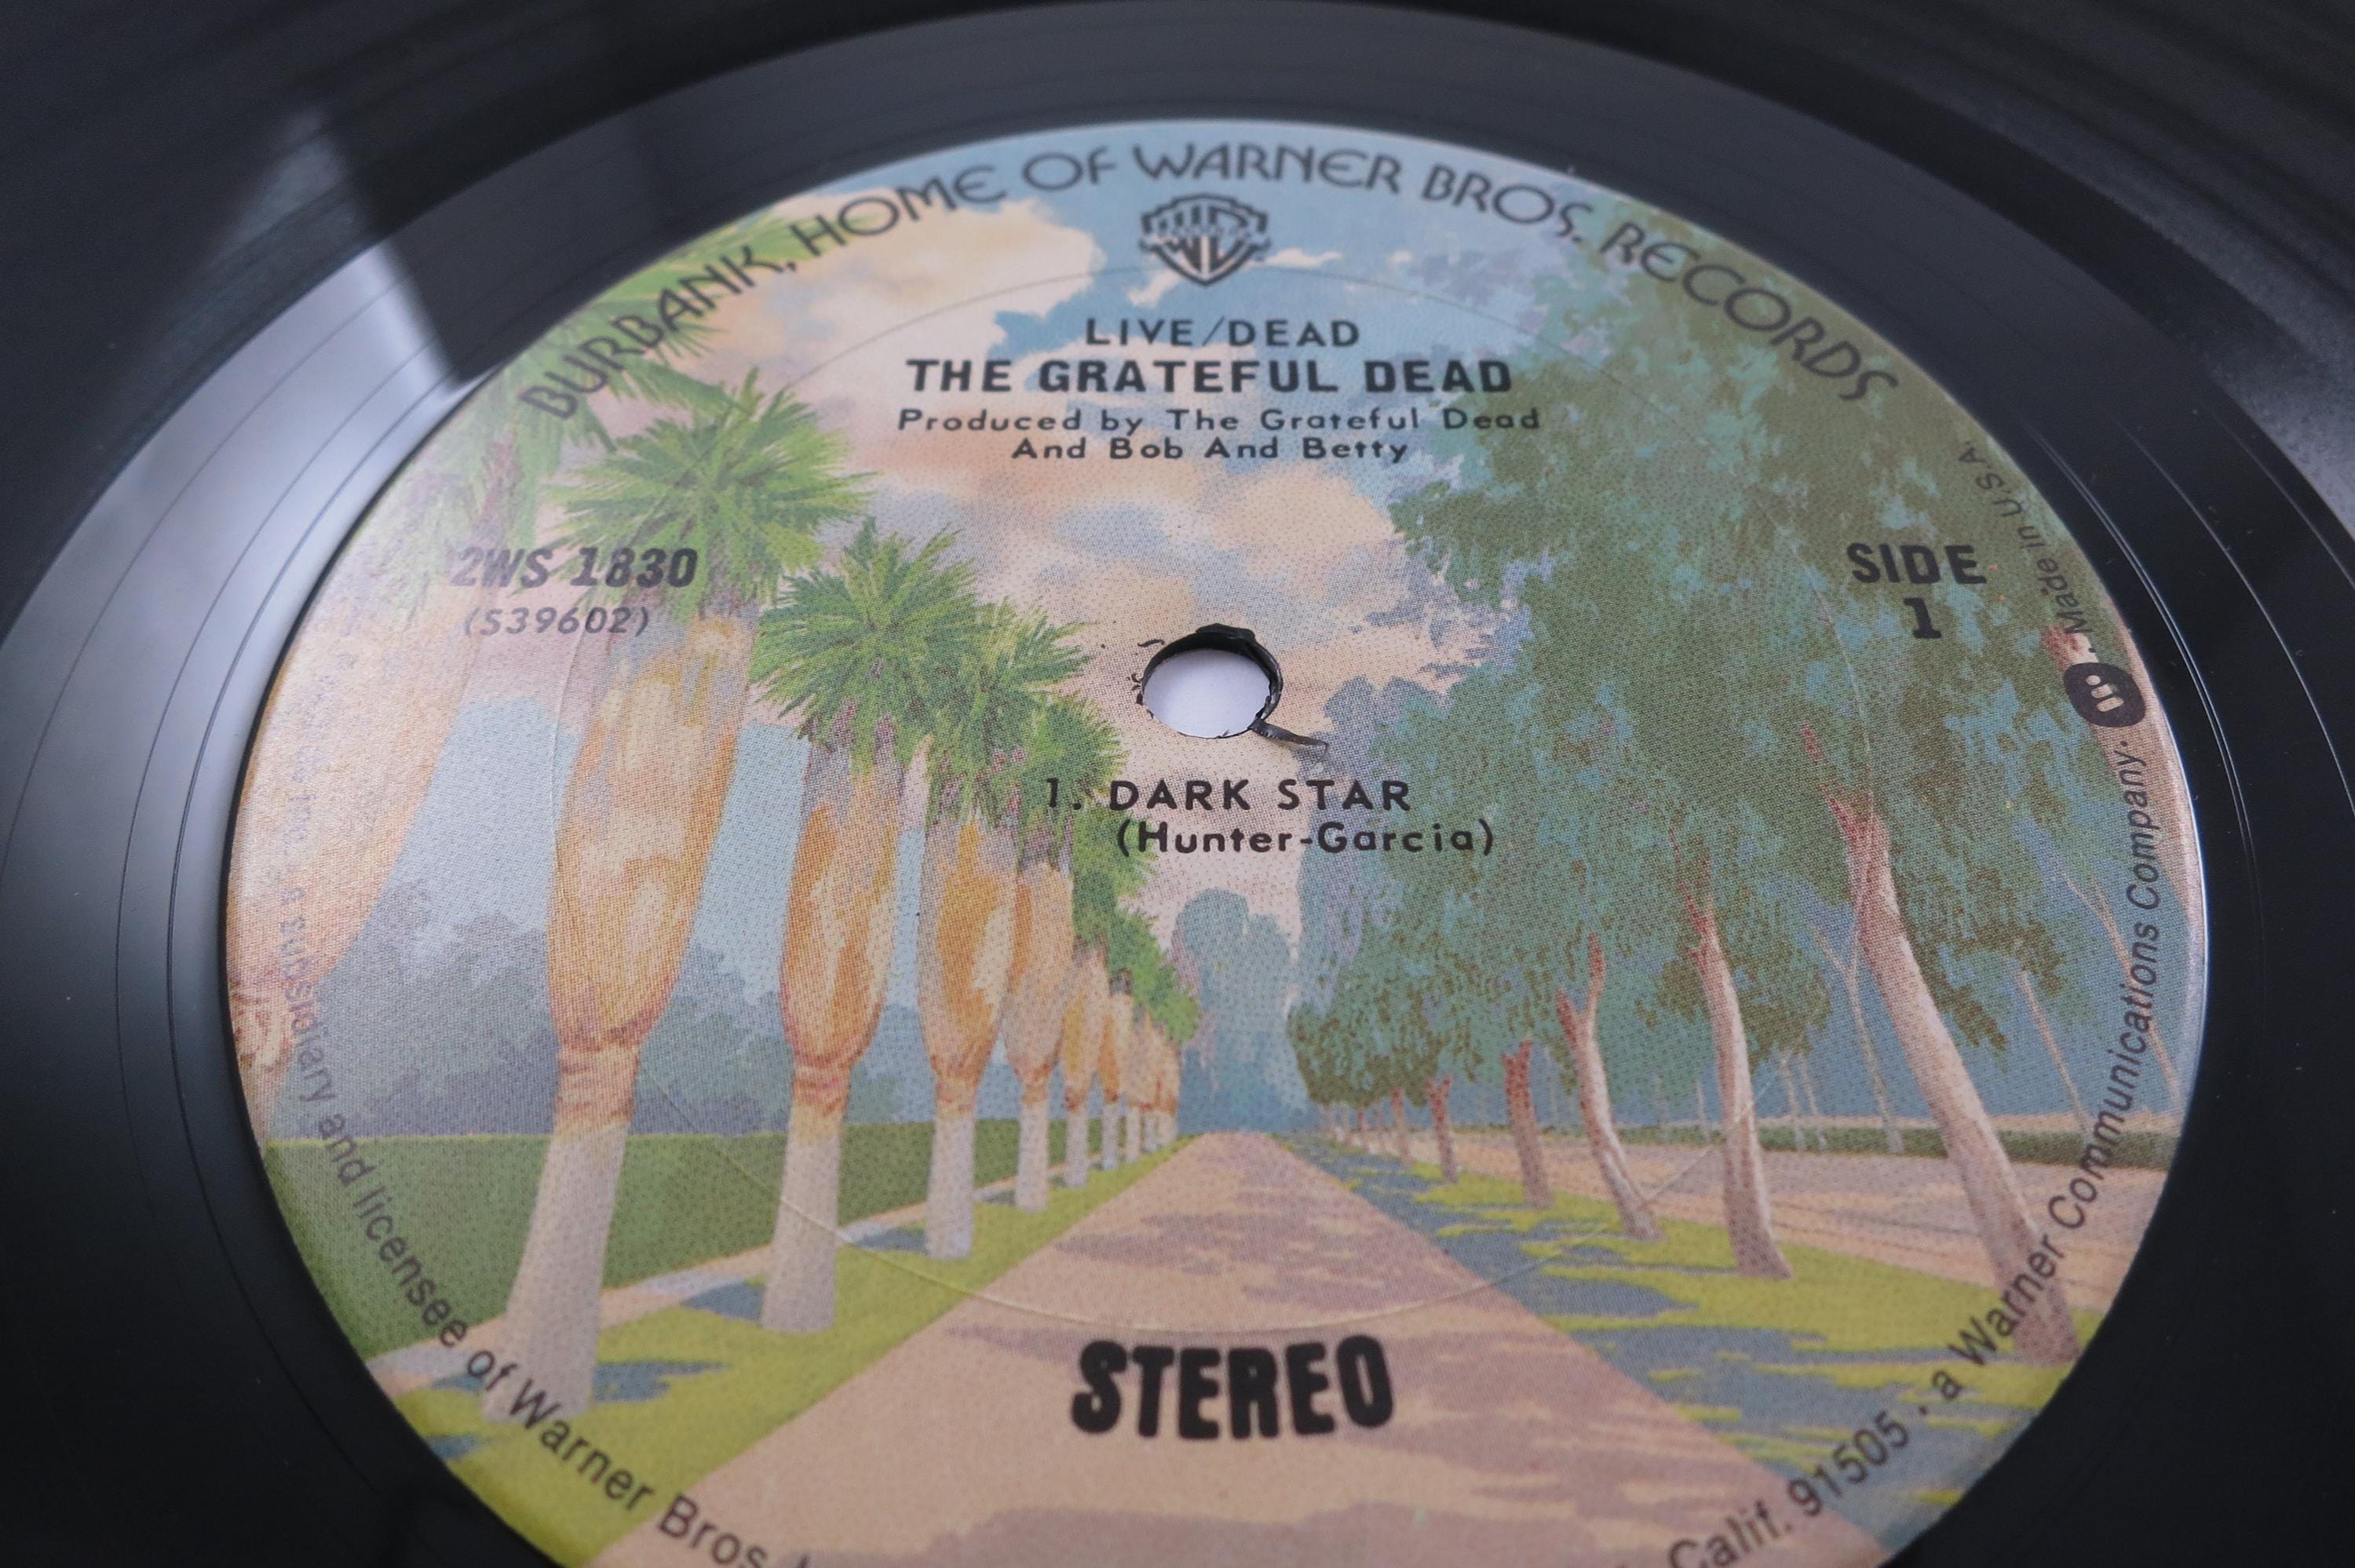 BURBANK, HOME OF WARNER BROS. RECORDS
LIVE/DEAD
THE GRATEFUL DEAD
Produced by The Grateful Dead
And Bob And Betty
2WS 1830
(S39602)
SIDE
1
1. DARK STAR
(Hunter-Garcia)
STEREO
and licensee of Warner Bros.
Calif. 91505 · a Warner Communications Company. · Made in U.S.A.